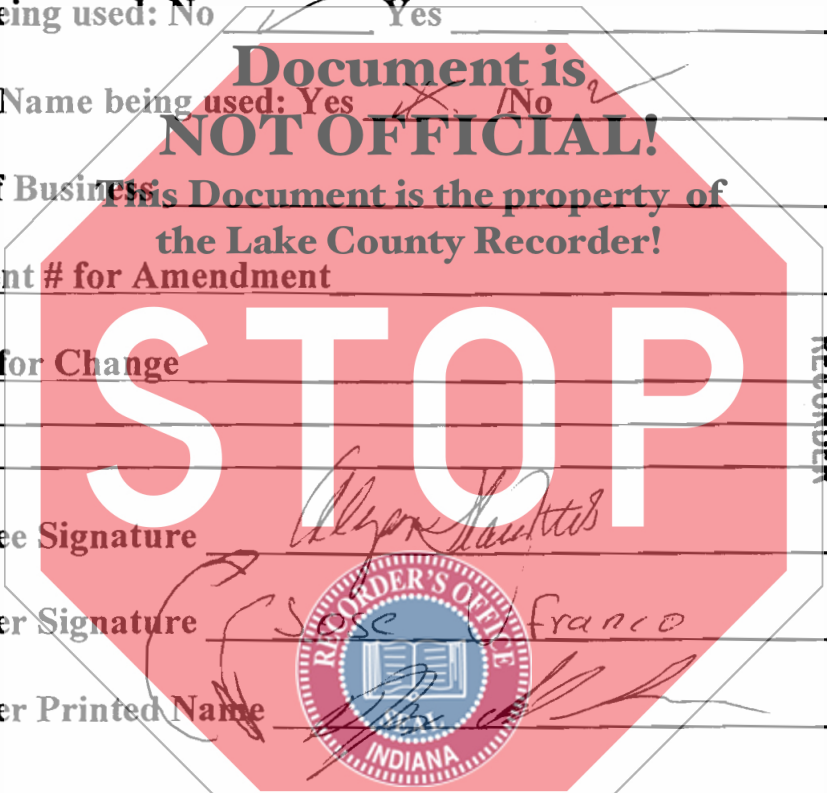 eing used: No Yes
Document is
Name being used: Yes /No
NOT OFFICIAL!
f Business
This Document is the property of
the Lake County Recorder!
nt # for Amendment
STOP
for Change
RECORDER
ee Signature
er Signature Jose Franco
er Printed Name
RECORDER'S OFFICE
SEAL
INDIANA